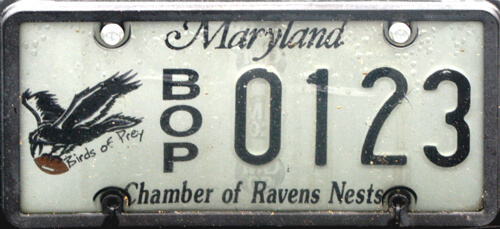 Maryland
Birds of Prey
BOP
0123
Chamber of Ravens Nests